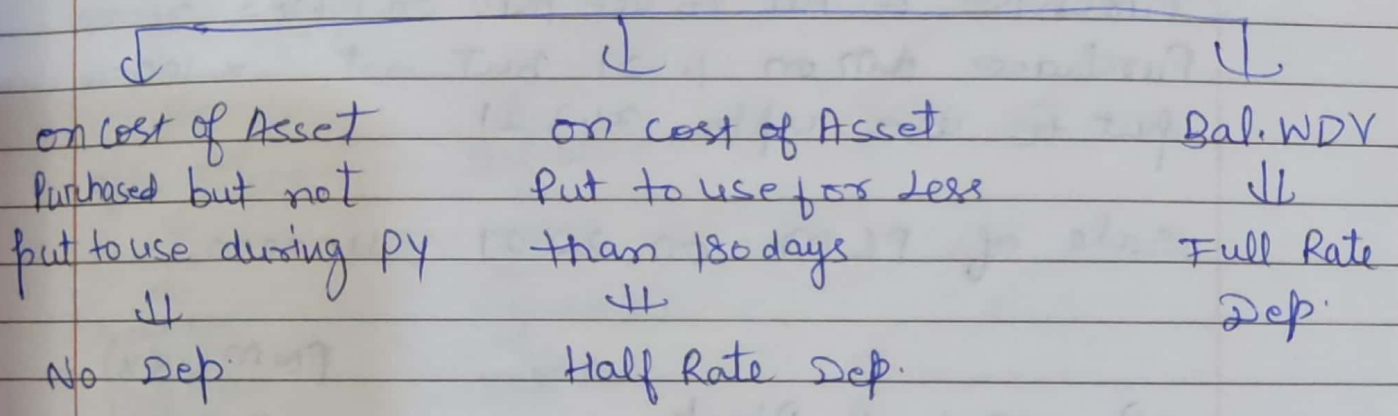 on cost of Asset
Purchased but not
put to use during PY
No Dep.
on cost of Asset
Put to use for Less
than 180 days
Half Rate Dep.
Bal. WDV
Full Rate
Dep.